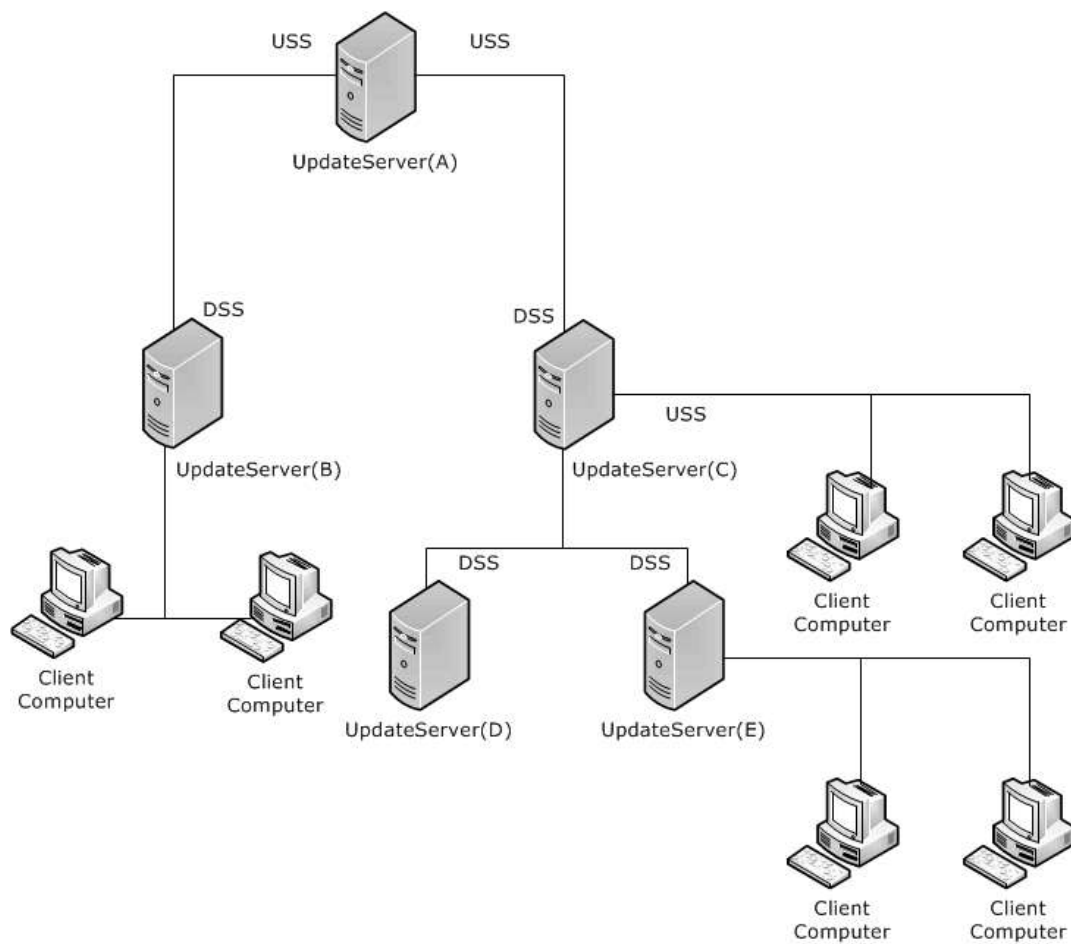 USS
USS
UpdateServer(A)
DSS
DSS
USS
UpdateServer(B)
UpdateServer(C)
DSS
DSS
Client
Computer
Client
Computer
Client
Computer
Client
Computer
UpdateServer(D)
UpdateServer(E)
Client
Computer
Client
Computer